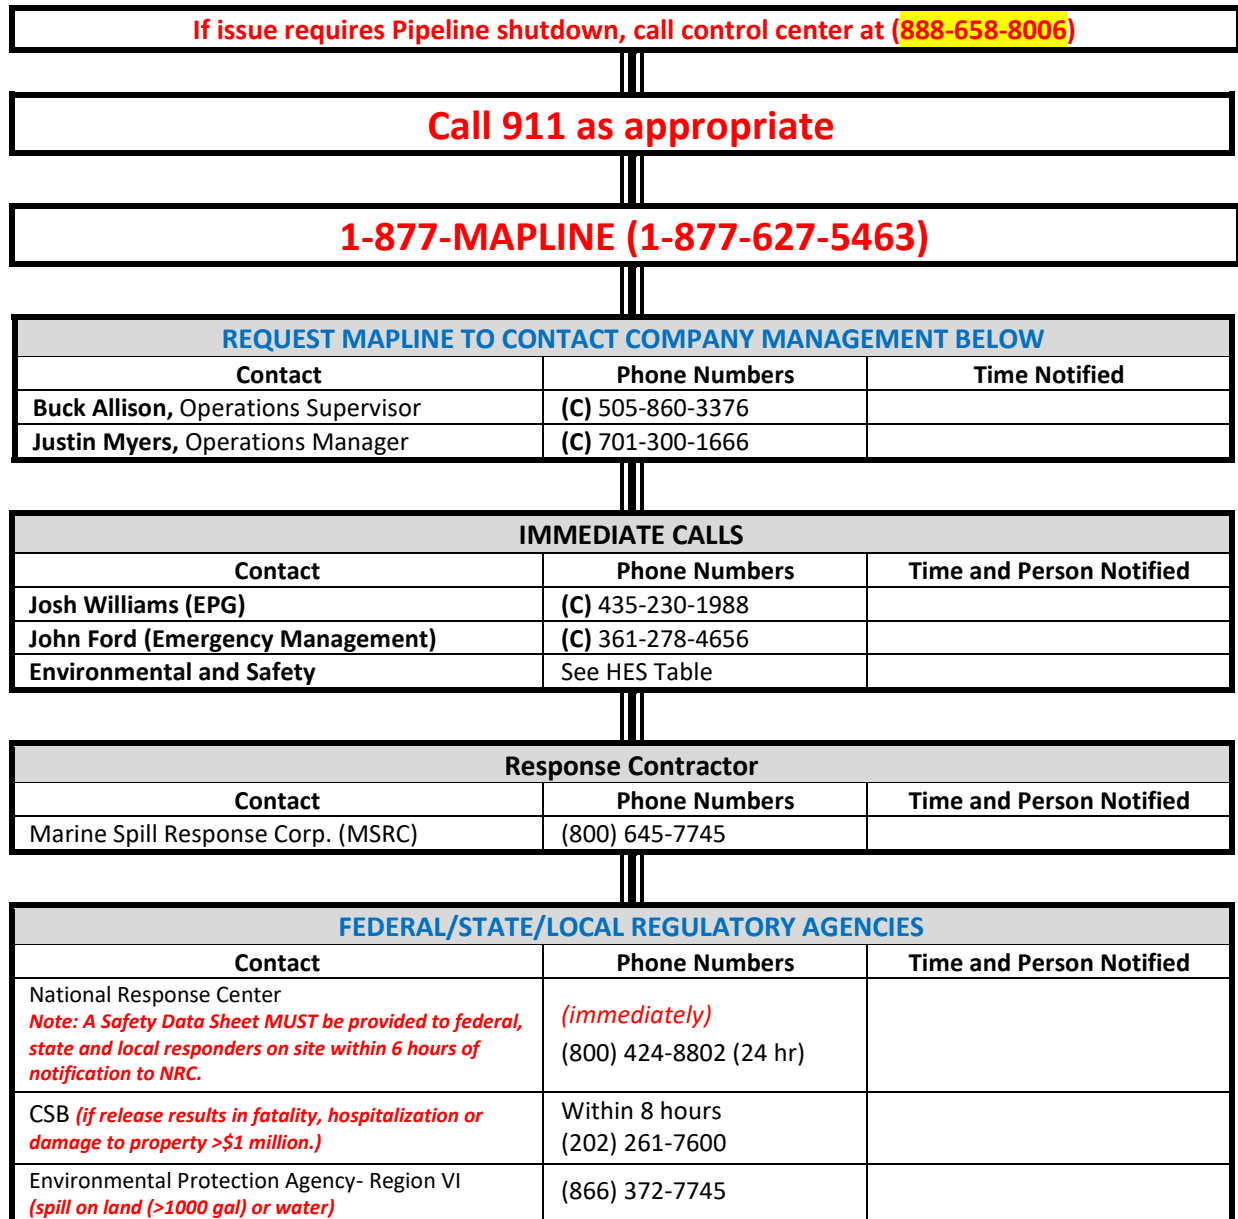 If issue requires Pipeline shutdown, call control center at (888-658-8006)
Call 911 as appropriate
1-877-MAPLINE (1-877-627-5463)
REQUEST MAPLINE TO CONTACT COMPANY MANAGEMENT BELOW
Contact Phone Numbers Time Notified
Buck Allison, Operations Supervisor (C) 505-860-3376
Justin Myers, Operations Manager (C) 701-300-1666
IMMEDIATE CALLS
Contact Phone Numbers Time and Person Notified
Josh Williams (EPG) (C) 435-230-1988
John Ford (Emergency Management) (C) 361-278-4656
Environmental and Safety See HES Table
Response Contractor
Contact Phone Numbers Time and Person Notified
Marine Spill Response Corp. (MSRC) (800) 645-7745
FEDERAL/STATE/LOCAL REGULATORY AGENCIES
Contact Phone Numbers Time and Person Notified
National Response Center
Note: A Safety Data Sheet MUST be provided to federal,
state and local responders on site within 6 hours of
notification to NRC.
(immediately)
(800) 424-8802 (24 hr)
CSB (if release results in fatality, hospitalization or
damage to property >$1 million.)
Within 8 hours
(202) 261-7600
Environmental Protection Agency- Region VI
(spill on land (>1000 gal) or water)
(866) 372-7745